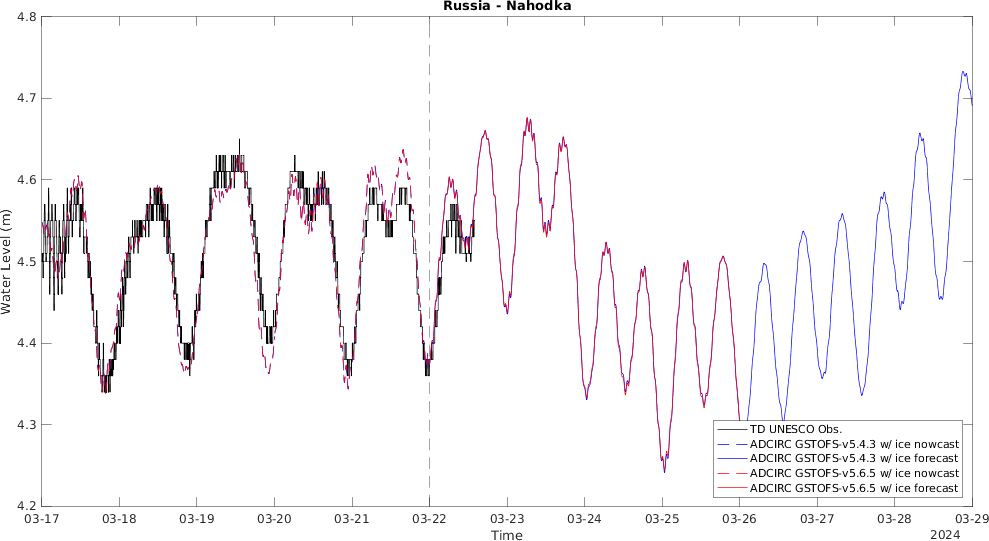 Russia - Nahodka
4.8
4.7
4.6
4.5
4.4
4.3
4.2
Water Level (m)
TD UNESCO Obs.
ADCIRC GSTOFS-v5.4.3 w/ ice nowcast
ADCIRC GSTOFS-v5.4.3 w/ ice forecast
ADCIRC GSTOFS-v5.6.5 w/ ice nowcast
ADCIRC GSTOFS-v5.6.5 w/ ice forecast
03-17 03-18 03-19 03-20 03-21 03-22 03-23 03-24 03-25 03-26 03-27 03-28 03-29
Time
2024